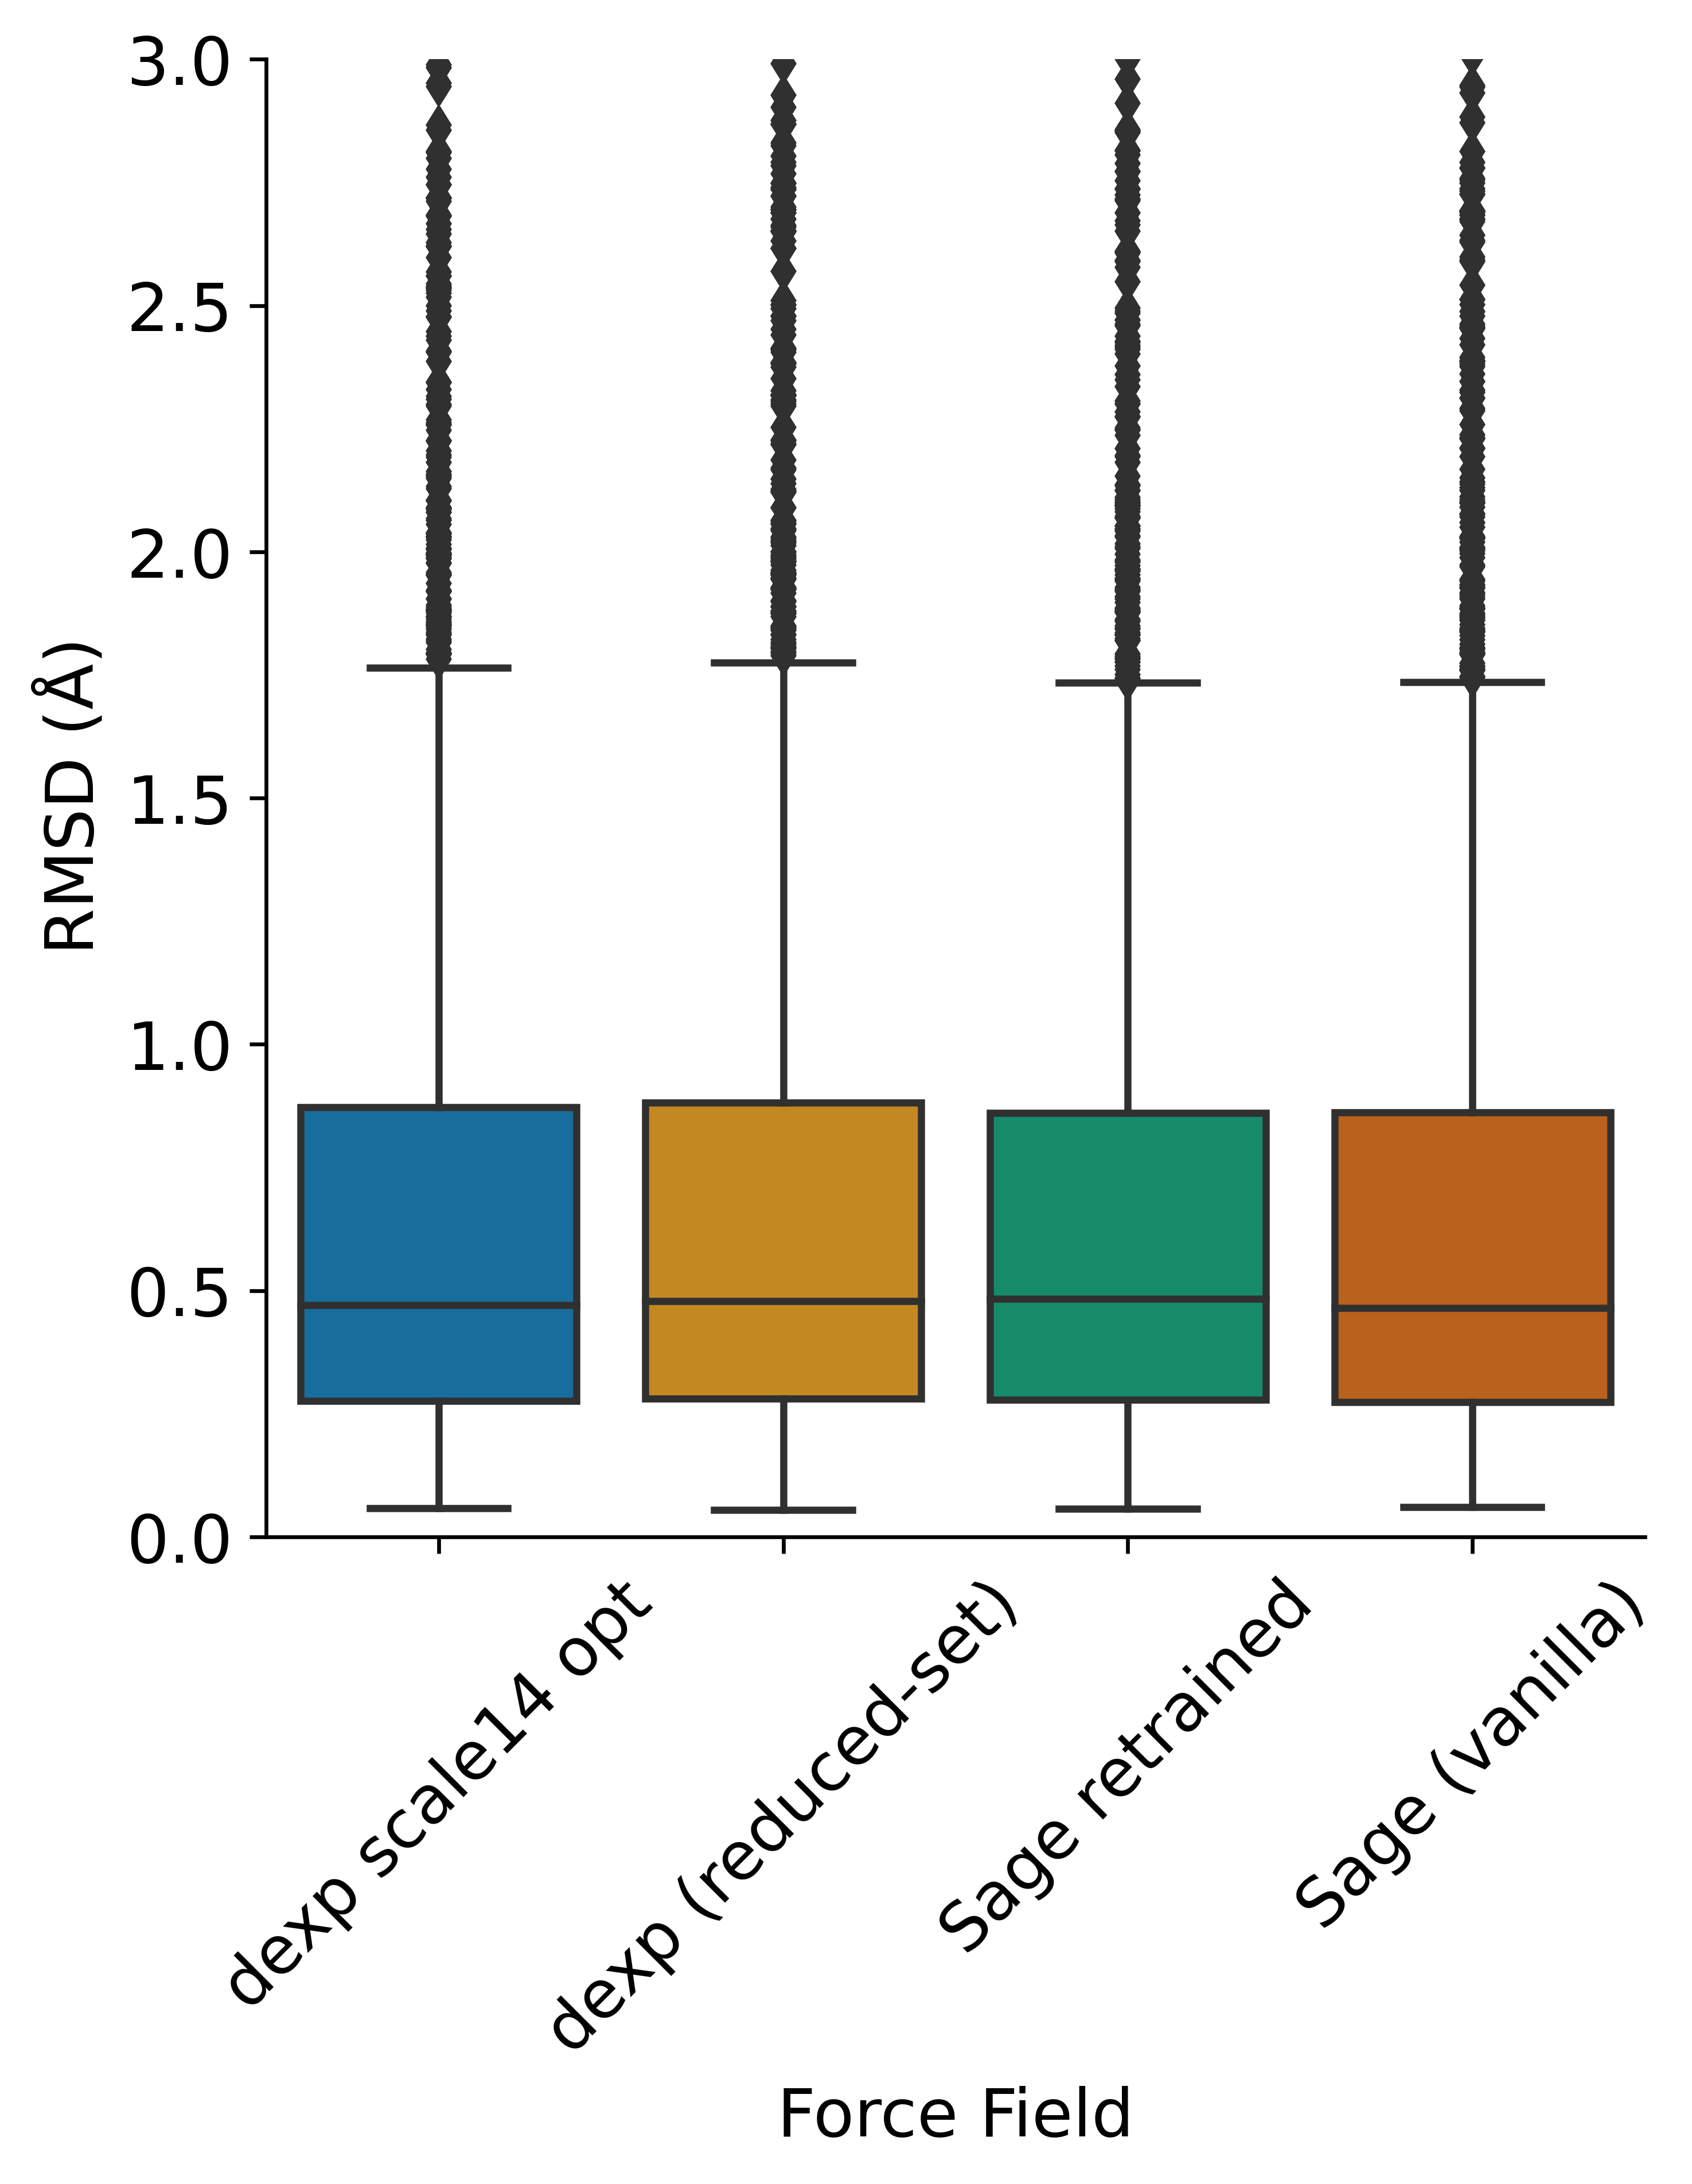 3.0
2.5
2.0
1.5
1.0
0.5
0.0
RMSD (Å)
dexp scale14 opt
dexp (reduced-set)
Sage retrained
Sage (vanilla)
Force Field